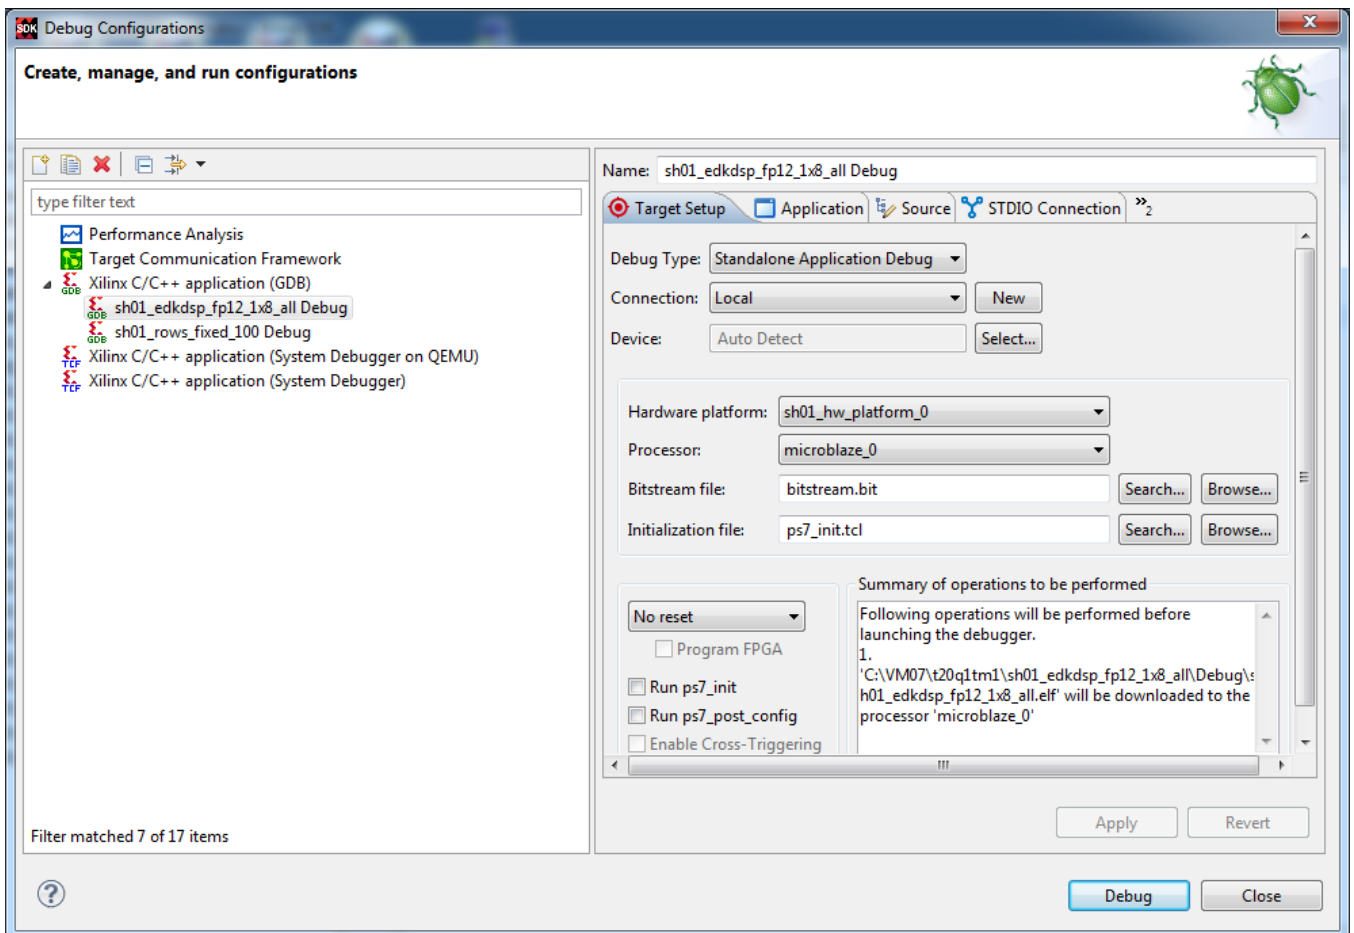 SDK Debug Configurations
Create, manage, and run configurations
type filter text
Performance Analysis
Target Communication Framework
GDB Xilinx C/C++ application (GDB)
GDB sh01_edkdsp_fp12_1x8_all Debug
GDB sh01_rows_fixed_100 Debug
TCF Xilinx C/C++ application (System Debugger on QEMU)
TCF Xilinx C/C++ application (System Debugger)
Filter matched 7 of 17 items
Name: sh01_edkdsp_fp12_1x8_all Debug
Target Setup Application Source STDIO Connection »2
Debug Type: Standalone Application Debug
Connection: Local New
Device: Auto Detect Select...
Hardware platform: sh01_hw_platform_0
Processor: microblaze_0
Bitstream file: bitstream.bit Search... Browse...
Initialization file: ps7_init.tcl Search... Browse...
No reset
Program FPGA
Run ps7_init
Run ps7_post_config
Enable Cross-Triggering
Summary of operations to be performed
Following operations will be performed before
launching the debugger.
1.
'C:\VM07\t20q1tm1\sh01_edkdsp_fp12_1x8_all\Debug\s
h01_edkdsp_fp12_1x8_all.elf' will be downloaded to the
processor 'microblaze_0'
Apply Revert
? Debug Close